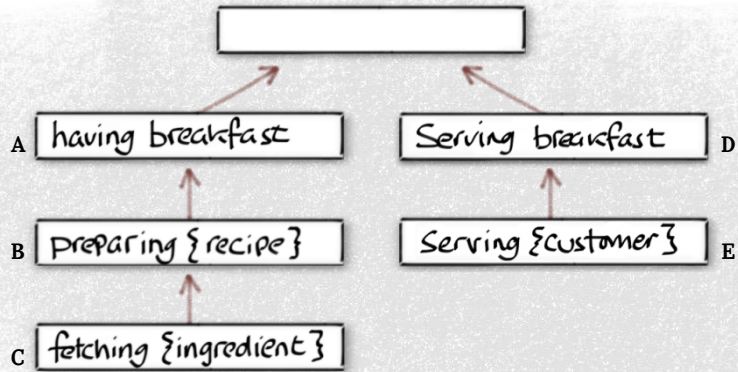 A having breakfast
Serving breakfast D
B preparing {recipe}
Serving {customer} E
C fetching {ingredient}